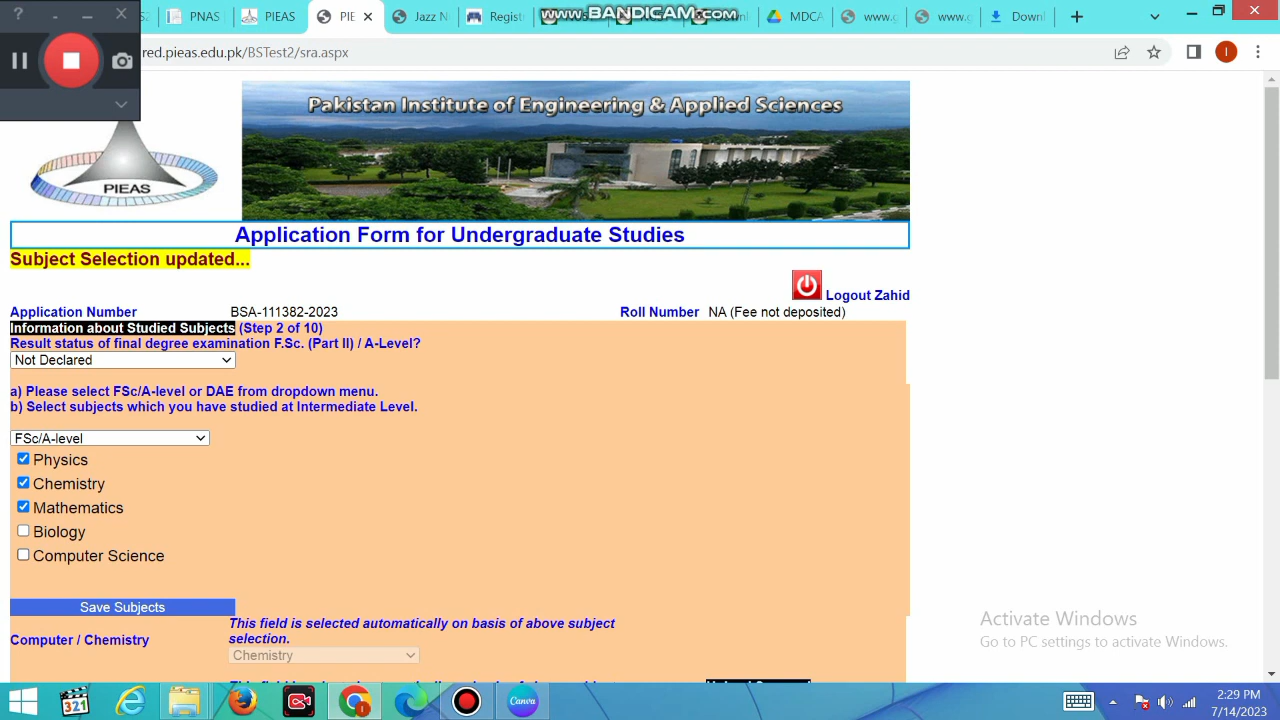 PNAS
PIEAS
PIE
Jazz N
Regist
WWW.BANDICAM.COM
MDCA
www.g
www.g
Downl
red.pieas.edu.pk/BSTest2/sra.aspx
I
Pakistan Institute of Engineering & Applied Sciences
PIEAS
Application Form for Undergraduate Studies
Subject Selection updated...
Logout Zahid
Application Number BSA-111382-2023 Roll Number NA (Fee not deposited)
Information about Studied Subjects (Step 2 of 10)
Result status of final degree examination F.Sc. (Part II) / A-Level?
Not Declared
a) Please select FSc/A-level or DAE from dropdown menu.
b) Select subjects which you have studied at Intermediate Level.
FSc/A-level
Physics
Chemistry
Mathematics
Biology
Computer Science
Save Subjects
This field is selected automatically on basis of above subject
selection.
Computer / Chemistry
Chemistry
Activate Windows
Go to PC settings to activate Windows.
321
Canva
2:29 PM
7/14/2023